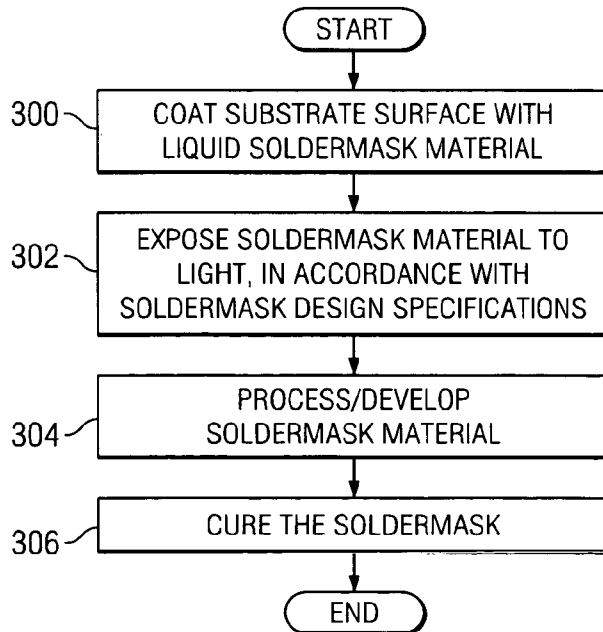 START
300
COAT SUBSTRATE SURFACE WITH
LIQUID SOLDERMASK MATERIAL
302
EXPOSE SOLDERMASK MATERIAL TO
LIGHT, IN ACCORDANCE WITH
SOLDERMASK DESIGN SPECIFICATIONS
304
PROCESS/DEVELOP
SOLDERMASK MATERIAL
306
CURE THE SOLDERMASK
END